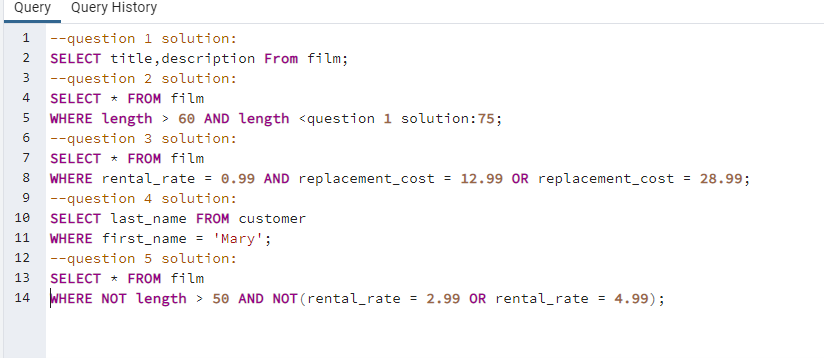 Query Query History
1 --question 1 solution:
2 SELECT title,description From film;
3 --question 2 solution:
4 SELECT * FROM film
5 WHERE length > 60 AND length <question 1 solution:75;
6 --question 3 solution:
7 SELECT * FROM film
8 WHERE rental_rate = 0.99 AND replacement_cost = 12.99 OR replacement_cost = 28.99;
9 --question 4 solution:
10 SELECT last_name FROM customer
11 WHERE first_name = 'Mary';
12 --question 5 solution:
13 SELECT * FROM film
14 WHERE NOT length > 50 AND NOT(rental_rate = 2.99 OR rental_rate = 4.99);